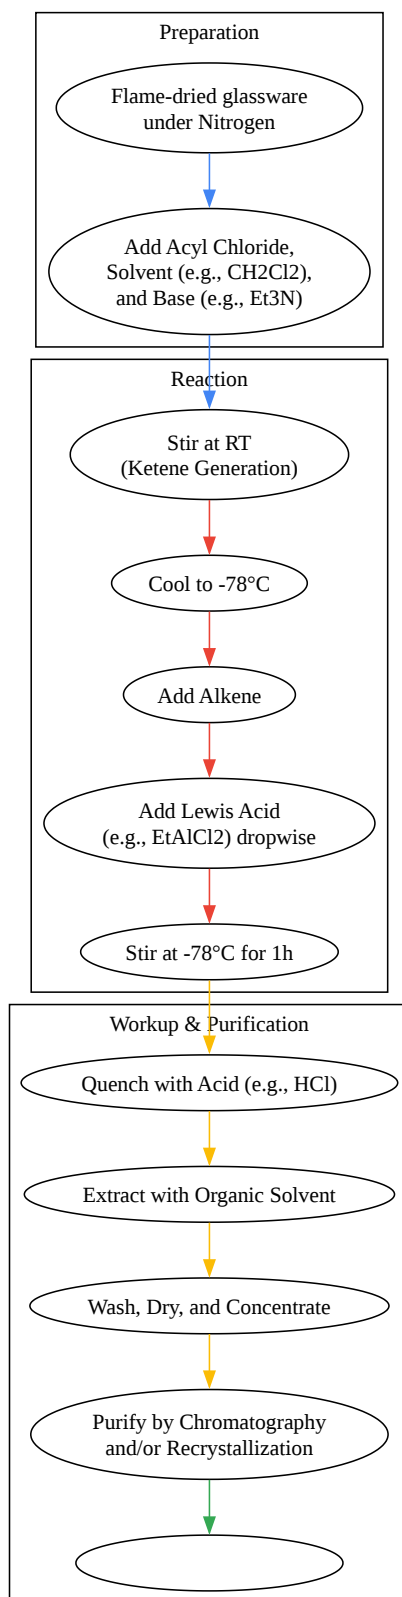 Preparation
Flame-dried glassware
under Nitrogen
Add Acyl Chloride,
Solvent (e.g., CH2Cl2),
and Base (e.g., Et3N)
Reaction
Stir at RT
(Ketene Generation)
Cool to -78°C
Add Alkene
Add Lewis Acid
(e.g., EtAlCl2) dropwise
Stir at -78°C for 1h
Workup & Purification
Quench with Acid (e.g., HCl)
Extract with Organic Solvent
Wash, Dry, and Concentrate
Purify by Chromatography
and/or Recrystallization